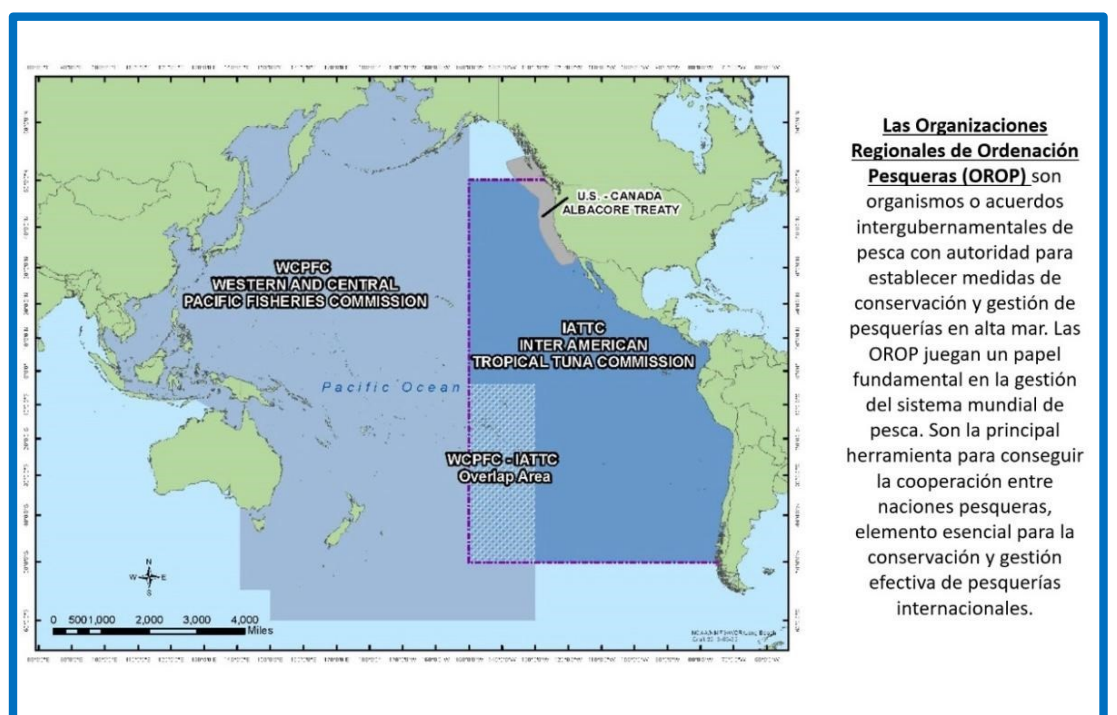 WCPFC
WESTERN AND CENTRAL
PACIFIC FISHERIES COMMISSION
U.S. - CANADA
ALBACORE TREATY
IATTC
INTER AMERICAN
TROPICAL TUNA COMMISSION
Pacific Ocean
WCPFC - IATTC
Overlap Area
N
W E
S
0 500 1,000 2,000 3,000 4,000
Miles
Las Organizaciones
Regionales de Ordenación
Pesqueras (OROP) son
organismos o acuerdos
intergubernamentales de
pesca con autoridad para
establecer medidas de
conservación y gestión de
pesquerías en alta mar. Las
OROP juegan un papel
fundamental en la gestión
del sistema mundial de
pesca. Son la principal
herramienta para conseguir
la cooperación entre
naciones pesqueras,
elemento esencial para la
conservación y gestión
efectiva de pesquerías
internacionales.